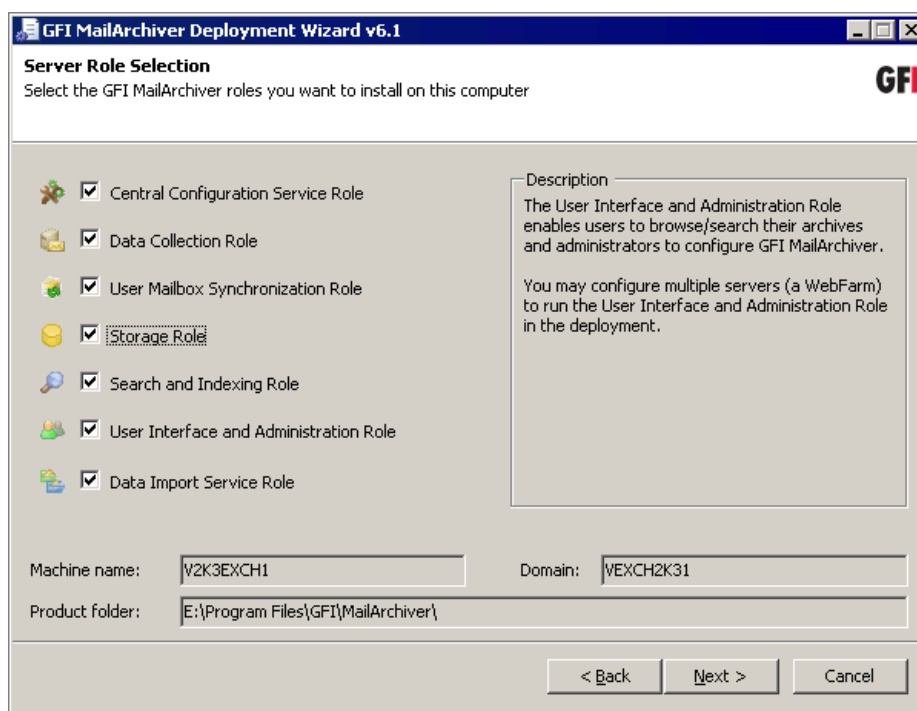 GFI MailArchiver Deployment Wizard v6.1
Server Role Selection
Select the GFI MailArchiver roles you want to install on this computer
GFI
Central Configuration Service Role
Data Collection Role
User Mailbox Synchronization Role
Storage Role
Search and Indexing Role
User Interface and Administration Role
Data Import Service Role
Description
The User Interface and Administration Role
enables users to browse/search their archives
and administrators to configure GFI MailArchiver.
You may configure multiple servers (a WebFarm)
to run the User Interface and Administration Role
in the deployment.
Machine name: V2K3EXCH1 Domain: VEXCH2K31
Product folder: E:\Program Files\GFI\MailArchiver\
< Back Next > Cancel